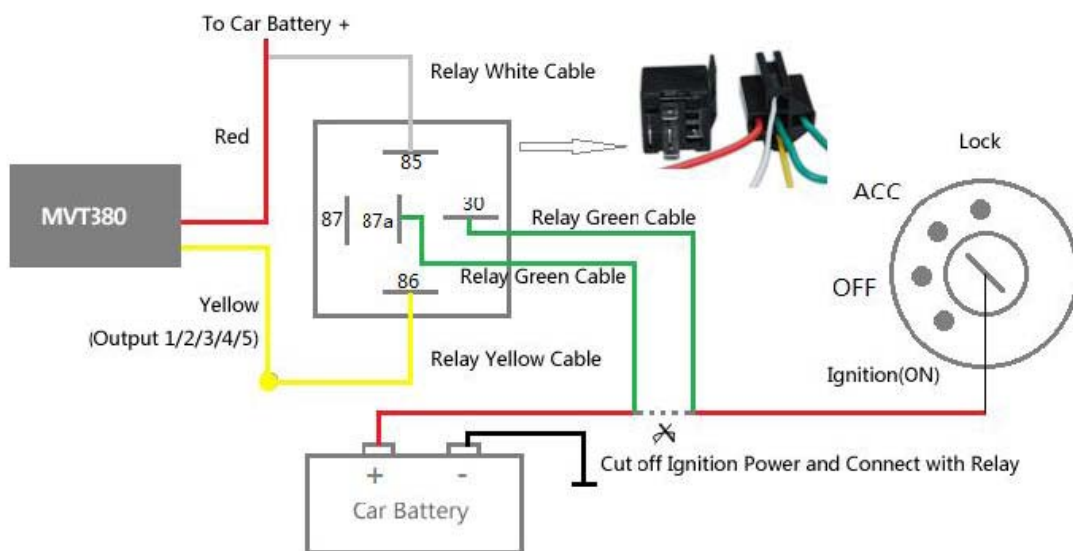 To Car Battery +
Relay White Cable
Red
85
Lock
MVT380
ACC
87
87a
30
Relay Green Cable
Relay Green Cable
OFF
86
Yellow
(Output 1/2/3/4/5)
Relay Yellow Cable
Ignition(ON)
Cut off Ignition Power and Connect with Relay
+ -
Car Battery